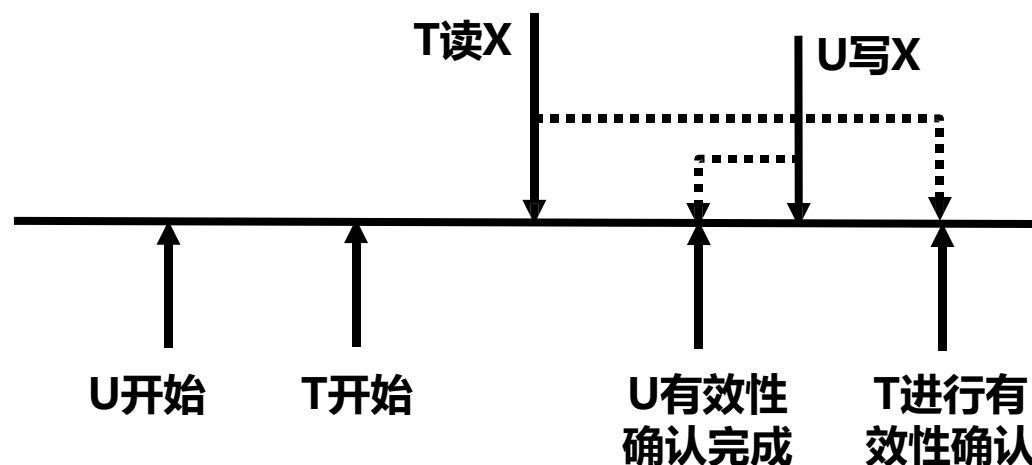 T读X
U写X
U开始
T开始
U有效性
确认完成
T进行有
效性确认